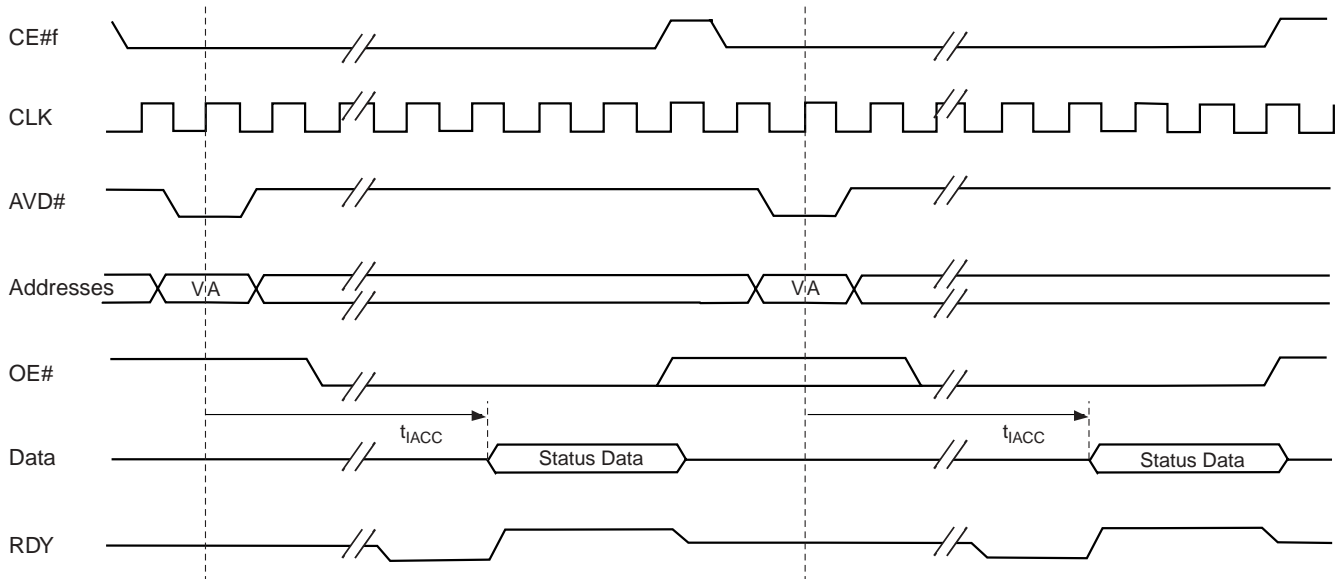 CE#f
CLK
AVD#
Addresses
VA
VA
OE#
tIACC
tIACC
Data
Status Data
Status Data
RDY